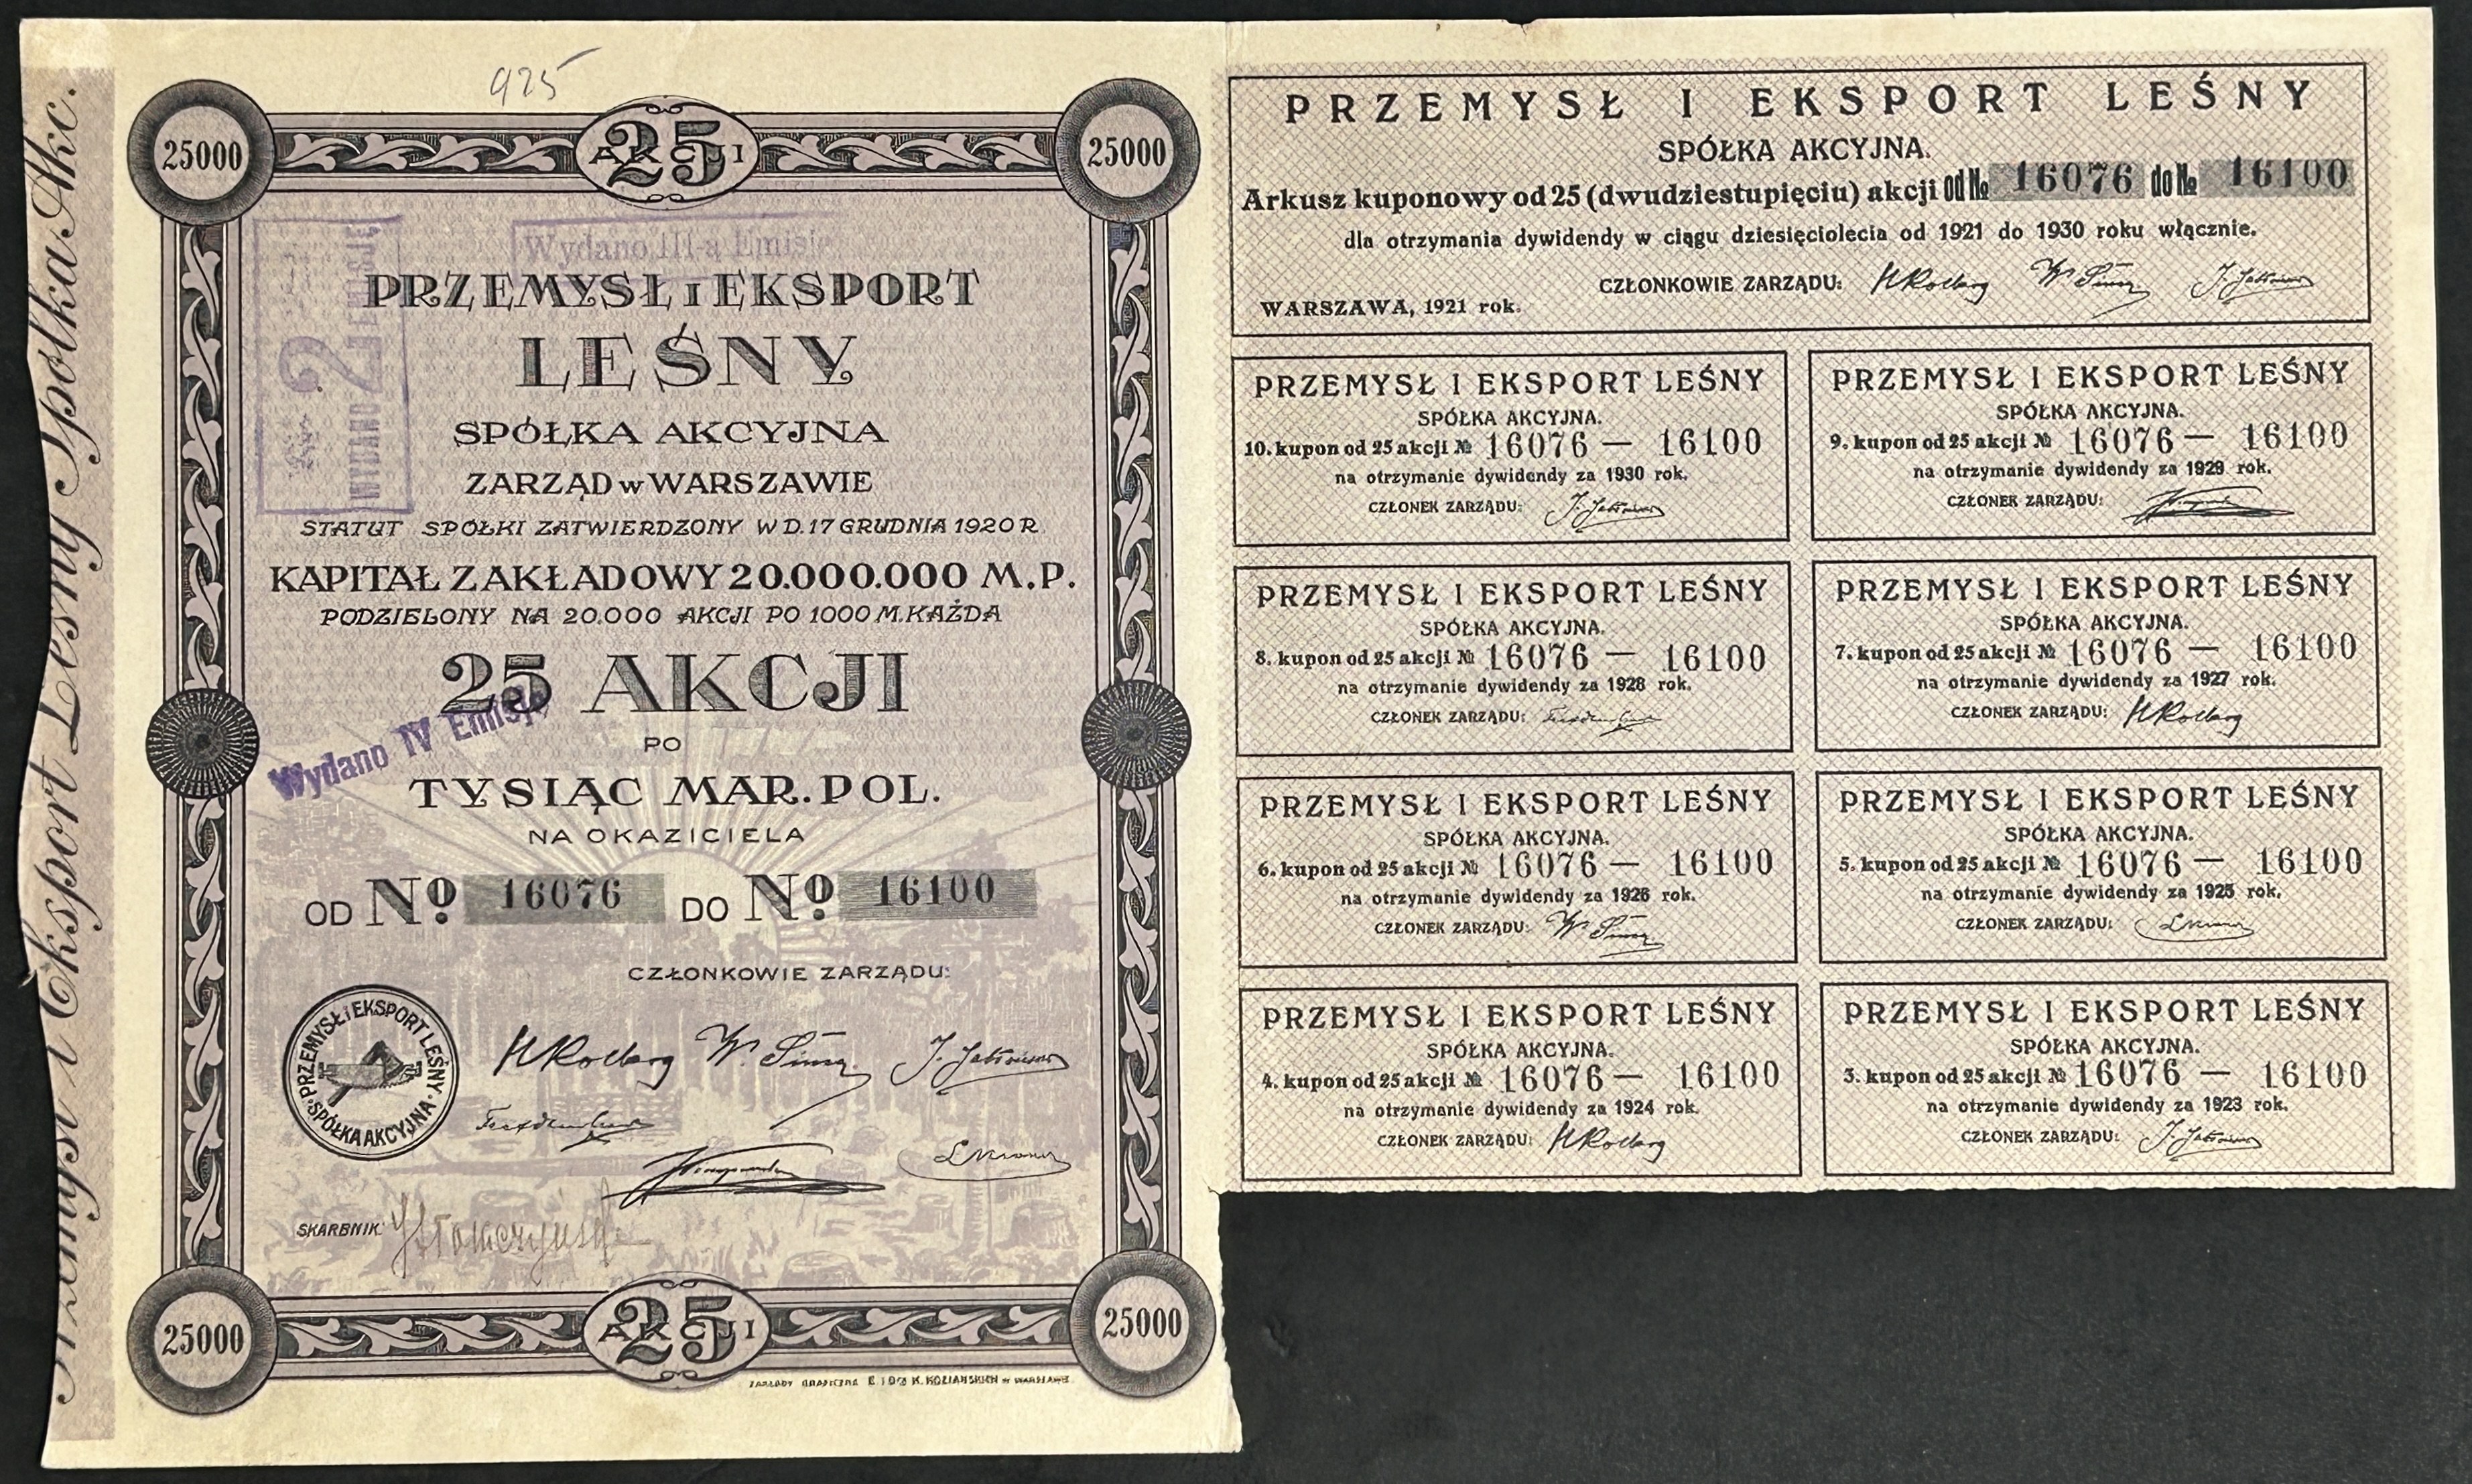 925
25000
25
AKCJI
25000
Wydano III-ą Emisję
WYDANO 2 EMISJĘ
PRZEMYSŁ I EKSPORT
LEŚNY
SPÓŁKA AKCYJNA
ZARZĄD w WARSZAWIE
STATUT SPÓŁKI ZATWIERDZONY W D. 17 GRUDNIA 1920 R.
KAPITAŁ ZAKŁADOWY 20.000.000 M.P.
PODZIELONY NA 20.000 AKCJI PO 1000 M. KAŻDA
25 AKCJI
Wydano IV Emisję
PO
TYSIĄC MAR. POL.
NA OKAZICIELA
OD No 16076 DO No 16100
CZŁONKOWIE ZARZĄDU:
PRZEMYSŁ I EKSPORT LEŚNY
SPÓŁKA AKCYJNA
SKARBNIK
25000
25
AKCJI
25000
ZAKŁADY GRAFICZNE E. I DRA K. KOZIAŃSKICH W WARSZAWIE
Przemysł i Eksport Leśny Spółka Akc.
PRZEMYSŁ I EKSPORT LEŚNY
SPÓŁKA AKCYJNA.
Arkusz kuponowy od 25 (dwudziestupięciu) akcji od № 16076 do № 16100
dla otrzymania dywidendy w ciągu dziesięciolecia od 1921 do 1930 roku włącznie.
CZŁONKOWIE ZARZĄDU:
WARSZAWA, 1921 rok.
PRZEMYSŁ I EKSPORT LEŚNY
SPÓŁKA AKCYJNA.
10. kupon od 25 akcji № 16076 — 16100
na otrzymanie dywidendy za 1930 rok.
CZŁONEK ZARZĄDU:
PRZEMYSŁ I EKSPORT LEŚNY
SPÓŁKA AKCYJNA.
9. kupon od 25 akcji № 16076 — 16100
na otrzymanie dywidendy za 1929 rok.
CZŁONEK ZARZĄDU:
PRZEMYSŁ I EKSPORT LEŚNY
SPÓŁKA AKCYJNA.
8. kupon od 25 akcji № 16076 — 16100
na otrzymanie dywidendy za 1928 rok.
CZŁONEK ZARZĄDU:
PRZEMYSŁ I EKSPORT LEŚNY
SPÓŁKA AKCYJNA.
7. kupon od 25 akcji № 16076 — 16100
na otrzymanie dywidendy za 1927 rok.
CZŁONEK ZARZĄDU:
PRZEMYSŁ I EKSPORT LEŚNY
SPÓŁKA AKCYJNA.
6. kupon od 25 akcji № 16076 — 16100
na otrzymanie dywidendy za 1926 rok.
CZŁONEK ZARZĄDU:
PRZEMYSŁ I EKSPORT LEŚNY
SPÓŁKA AKCYJNA.
5. kupon od 25 akcji № 16076 — 16100
na otrzymanie dywidendy za 1925 rok.
CZŁONEK ZARZĄDU:
PRZEMYSŁ I EKSPORT LEŚNY
SPÓŁKA AKCYJNA.
4. kupon od 25 akcji № 16076 — 16100
na otrzymanie dywidendy za 1924 rok.
CZŁONEK ZARZĄDU:
PRZEMYSŁ I EKSPORT LEŚNY
SPÓŁKA AKCYJNA.
3. kupon od 25 akcji № 16076 — 16100
na otrzymanie dywidendy za 1923 rok.
CZŁONEK ZARZĄDU: